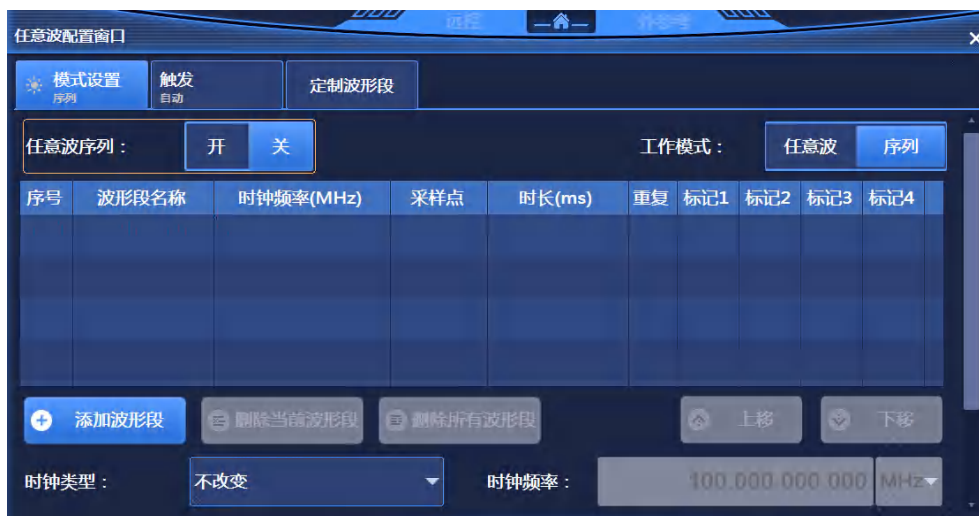 远控 外参考
任意波配置窗口
模式设置 触发 定制波形段
序列 自动
任意波序列： 开 关 工作模式： 任意波 序列
序号 波形段名称 时钟频率(MHz) 采样点 时长(ms) 重复 标记1 标记2 标记3 标记4
添加波形段 删除当前波形段 删除所有波形段 上移 下移
时钟类型： 不改变 时钟频率： 100.000 000 000 MHz